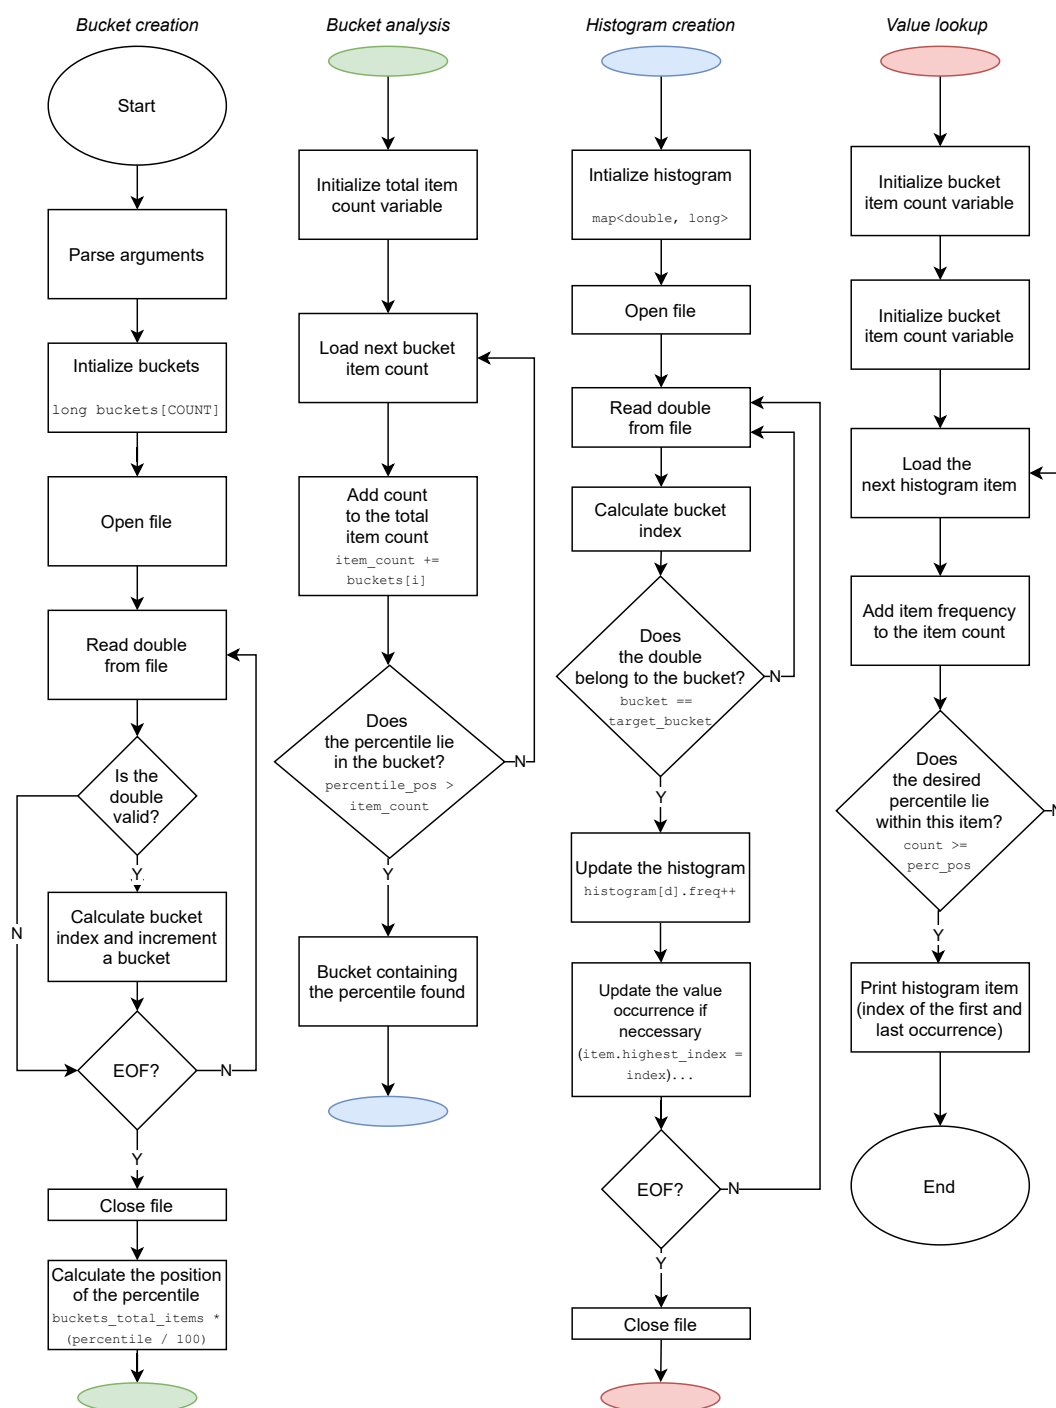 Bucket creation
Start
Parse arguments
Intialize buckets
long buckets[COUNT]
Open file
Read double
from file
Is the
double
valid?
Y
N
Calculate bucket
index and increment
a bucket
EOF?
N
Y
Close file
Calculate the position
of the percentile
buckets_total_items *
(percentile / 100)
Bucket analysis
Initialize total item
count variable
Load next bucket
item count
Add count
to the total
item count
item_count +=
buckets[i]
Does
the percentile lie
in the bucket?
percentile_pos >
item_count
N
Y
Bucket containing
the percentile found
Histogram creation
Intialize histogram
map<double, long>
Open file
Read double
from file
Calculate bucket
index
Does
the double
belong to the bucket?
bucket ==
target_bucket
N
Y
Update the histogram
histogram[d].freq++
Update the value
occurrence if
neccessary
(item.highest_index =
index)...
EOF?
N
Y
Close file
Value lookup
Initialize bucket
item count variable
Initialize bucket
item count variable
Load the
next histogram item
Add item frequency
to the item count
Does
the desired
percentile lie
within this item?
count >=
perc_pos
N
Y
Print histogram item
(index of the first and
last occurrence)
End